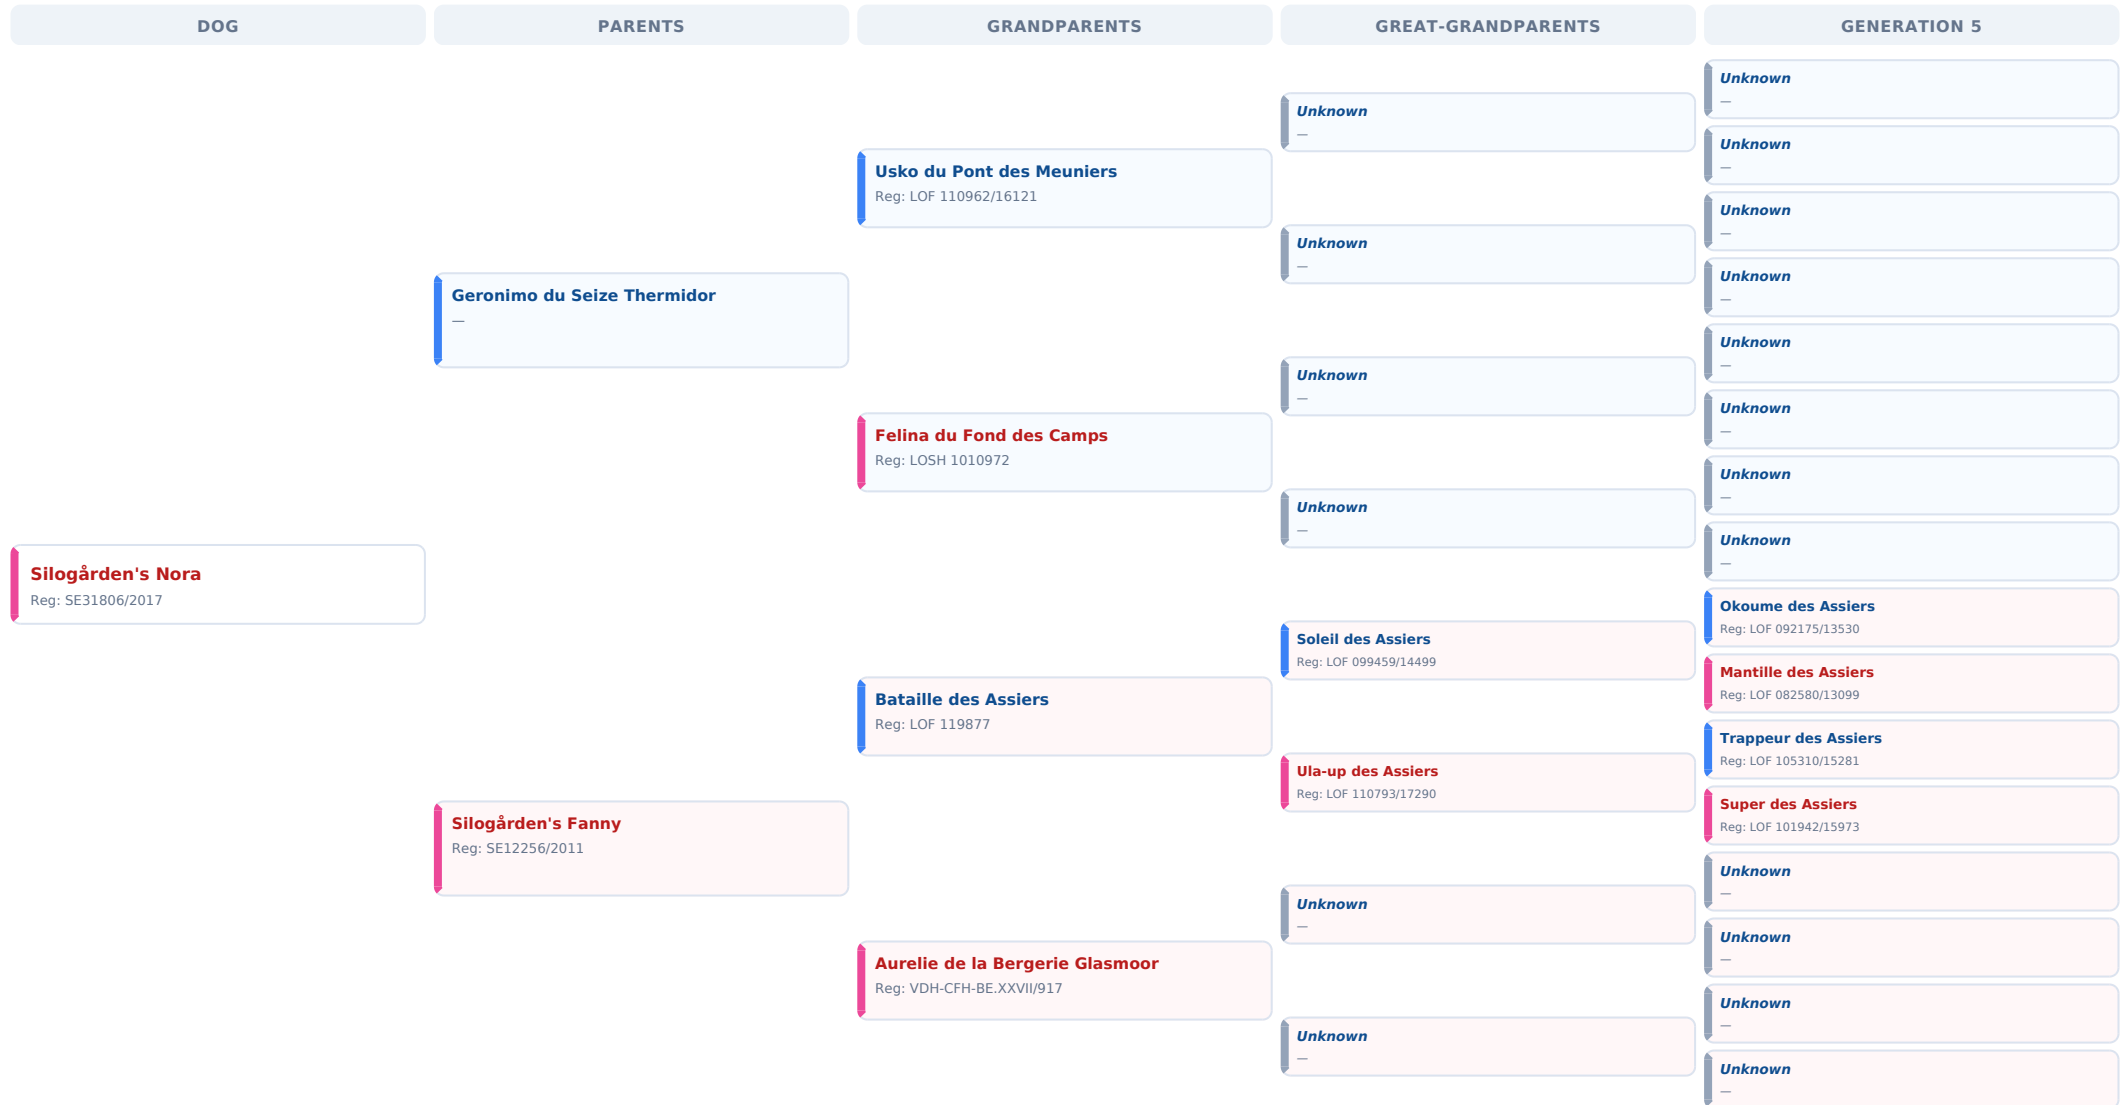 DOG
PARENTS
GRANDPARENTS
GREAT-GRANDPARENTS
GENERATION 5
Silogården's Nora
Reg: SE31806/2017
Geronimo du Seize Thermidor
—
Silogården's Fanny
Reg: SE12256/2011
Usko du Pont des Meuniers
Reg: LOF 110962/16121
Felina du Fond des Camps
Reg: LOSH 1010972
Bataille des Assiers
Reg: LOF 119877
Aurelie de la Bergerie Glasmoor
Reg: VDH-CFH-BE.XXVII/917
Unknown
—
Unknown
—
Unknown
—
Unknown
—
Soleil des Assiers
Reg: LOF 099459/14499
Ula-up des Assiers
Reg: LOF 110793/17290
Unknown
—
Unknown
—
Unknown
—
Unknown
—
Unknown
—
Unknown
—
Unknown
—
Unknown
—
Unknown
—
Unknown
—
Okoume des Assiers
Reg: LOF 092175/13530
Mantille des Assiers
Reg: LOF 082580/13099
Trappeur des Assiers
Reg: LOF 105310/15281
Super des Assiers
Reg: LOF 101942/15973
Unknown
—
Unknown
—
Unknown
—
Unknown
—